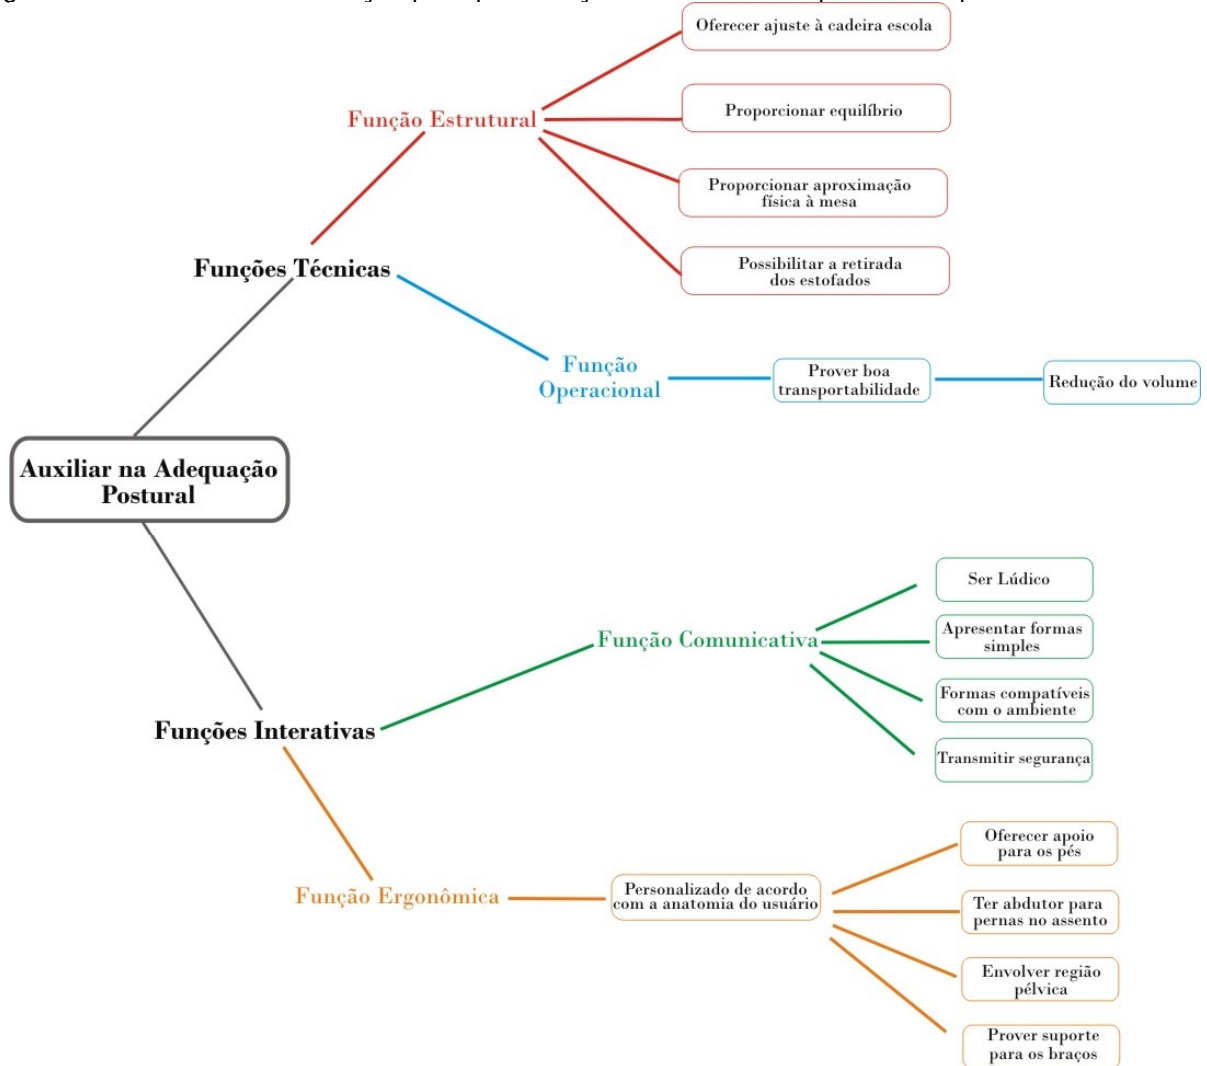 Oferecer ajuste à cadeira escola
Função Estrutural
Proporcionar equilíbrio
Proporcionar aproximação
física à mesa
Possibilitar a retirada
dos estofados
Funções Técnicas
Função
Operacional
Prover boa
transportabilidade
Redução do volume
Auxiliar na Adequação
Postural
Ser Lúdico
Função Comunicativa
Apresentar formas
simples
Formas compatíveis
com o ambiente
Transmitir segurança
Funções Interativas
Função Ergonômica
Personalizado de acordo
com a anatomia do usuário
Oferecer apoio
para os pés
Ter abdutor para
pernas no assento
Envolver região
pélvica
Prover suporte
para os braços